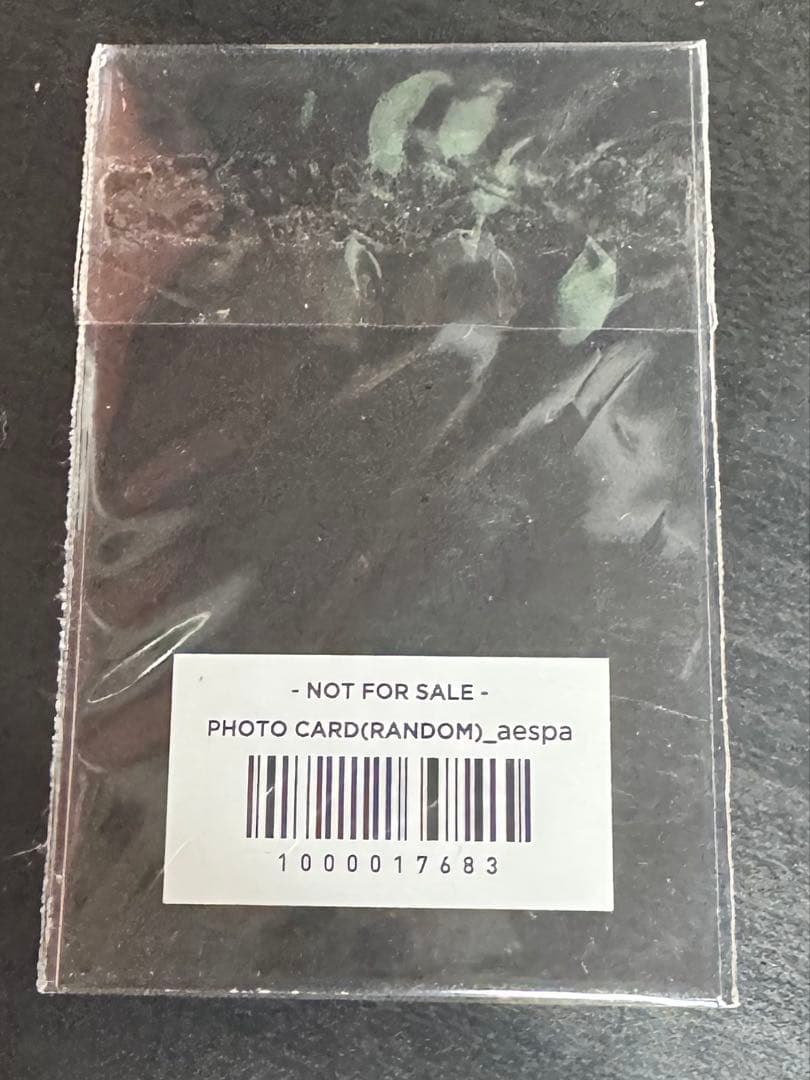 - NOT FOR SALE -
PHOTO CARD(RANDOM)_aespa
1000017683